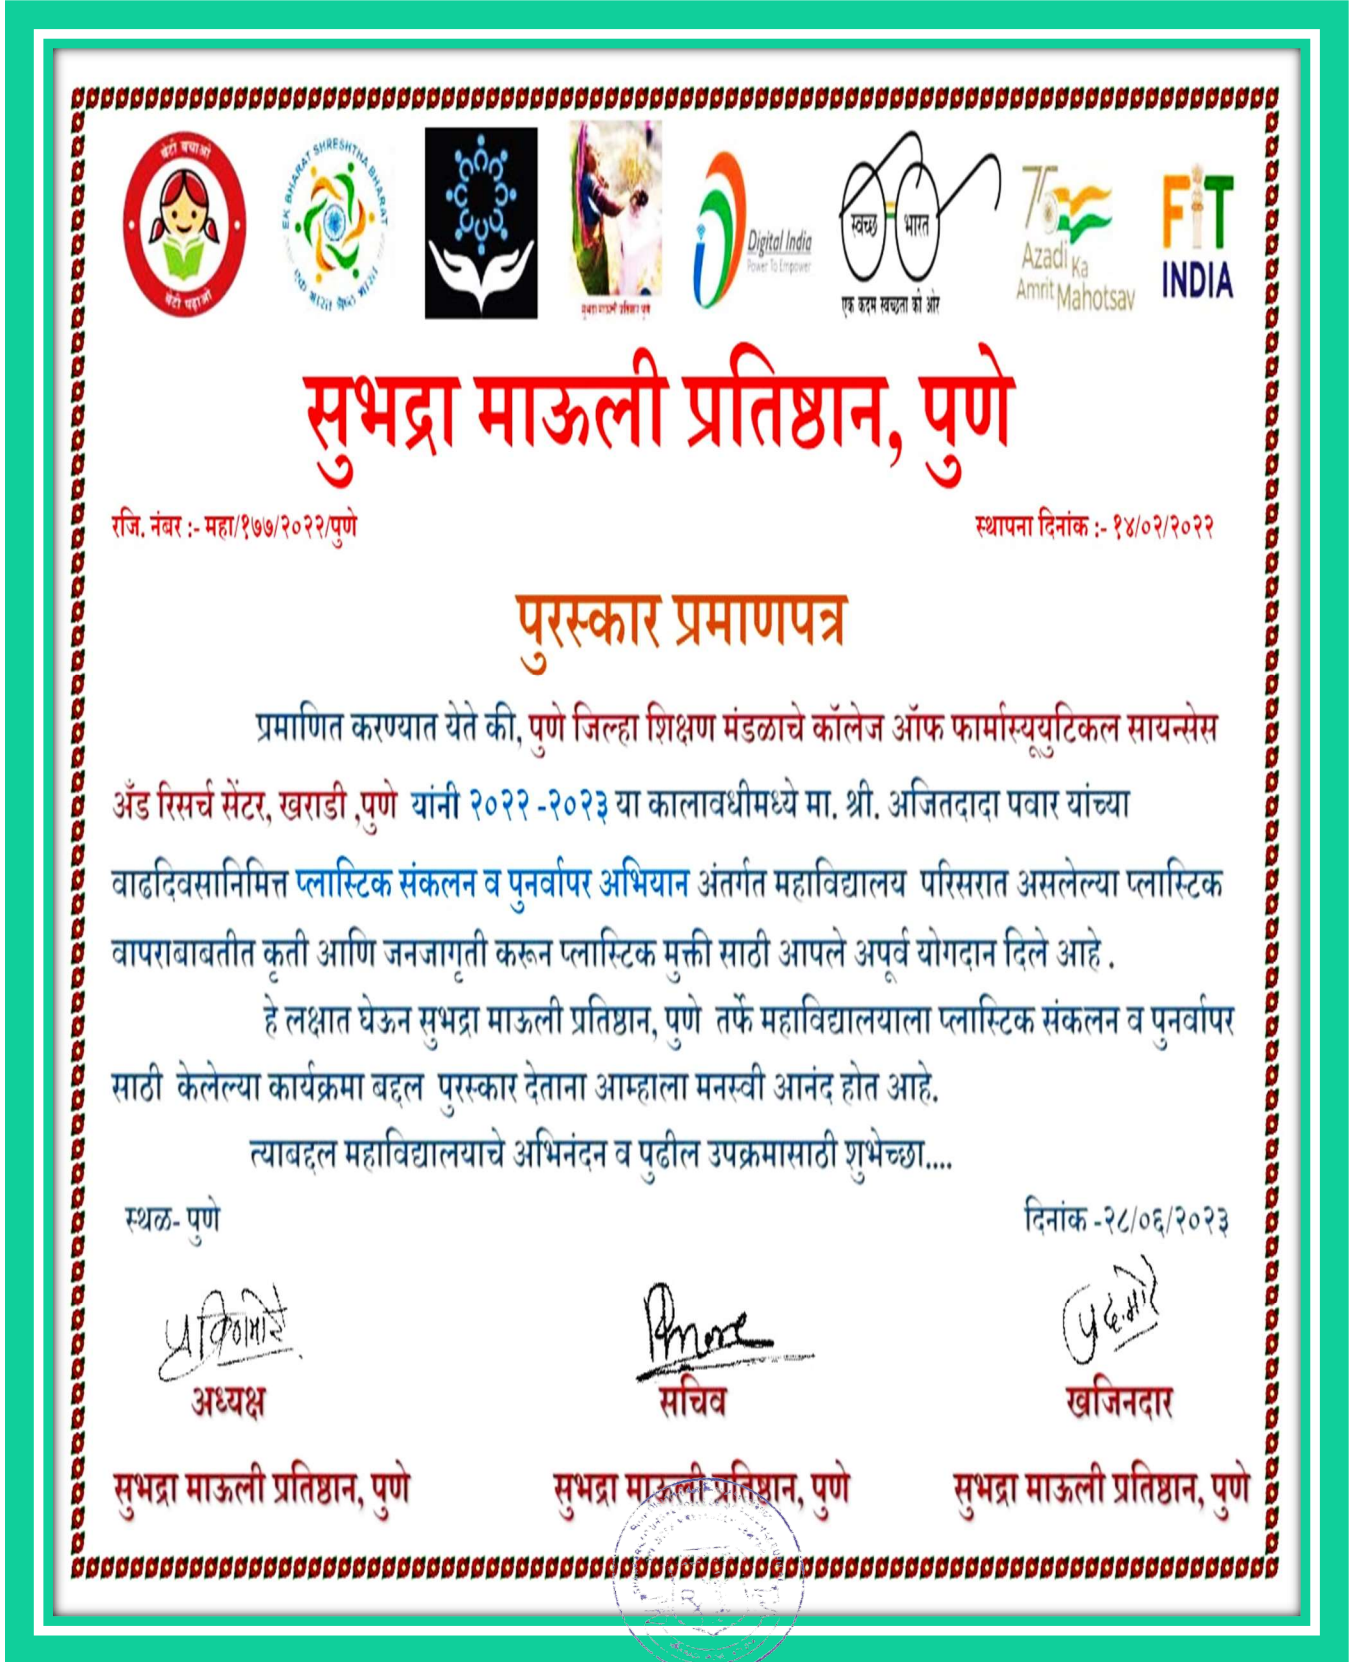 बेटी बचाओ
बेटी पढ़ाओ
EK BHARAT SHRESHTHA BHARAT
एक भारत श्रेष्ठ भारत
सुभद्रा माऊली प्रतिष्ठान पुणे
Digital India
Power To Empower
स्वच्छ भारत
एक कदम स्वच्छता की ओर
75
Azadi Ka
Amrit Mahotsav
FIT
INDIA
सुभद्रा माऊली प्रतिष्ठान, पुणे
रजि. नंबर :- महा/१७७/२०२२/पुणे स्थापना दिनांक :- १४/०२/२०२२
पुरस्कार प्रमाणपत्र
प्रमाणित करण्यात येते की, पुणे जिल्हा शिक्षण मंडळाचे कॉलेज ऑफ फार्मास्यूयुटिकल सायन्सेस
अँड रिसर्च सेंटर, खराडी ,पुणे यांनी २०२२ -२०२३ या कालावधीमध्ये मा. श्री. अजितदादा पवार यांच्या
वाढदिवसानिमित्त प्लास्टिक संकलन व पुनर्वापर अभियान अंतर्गत महाविद्यालय परिसरात असलेल्या प्लास्टिक
वापराबाबतीत कृती आणि जनजागृती करून प्लास्टिक मुक्ती साठी आपले अपूर्व योगदान दिले आहे .
हे लक्षात घेऊन सुभद्रा माऊली प्रतिष्ठान, पुणे तर्फे महाविद्यालयाला प्लास्टिक संकलन व पुनर्वापर
साठी केलेल्या कार्यक्रमा बद्दल पुरस्कार देताना आम्हाला मनस्वी आनंद होत आहे.
त्याबद्दल महाविद्यालयाचे अभिनंदन व पुढील उपक्रमासाठी शुभेच्छा....
स्थळ- पुणे दिनांक -२८/०६/२०२३
अध्यक्ष सचिव खजिनदार
सुभद्रा माऊली प्रतिष्ठान, पुणे सुभद्रा माऊली प्रतिष्ठान, पुणे सुभद्रा माऊली प्रतिष्ठान, पुणे